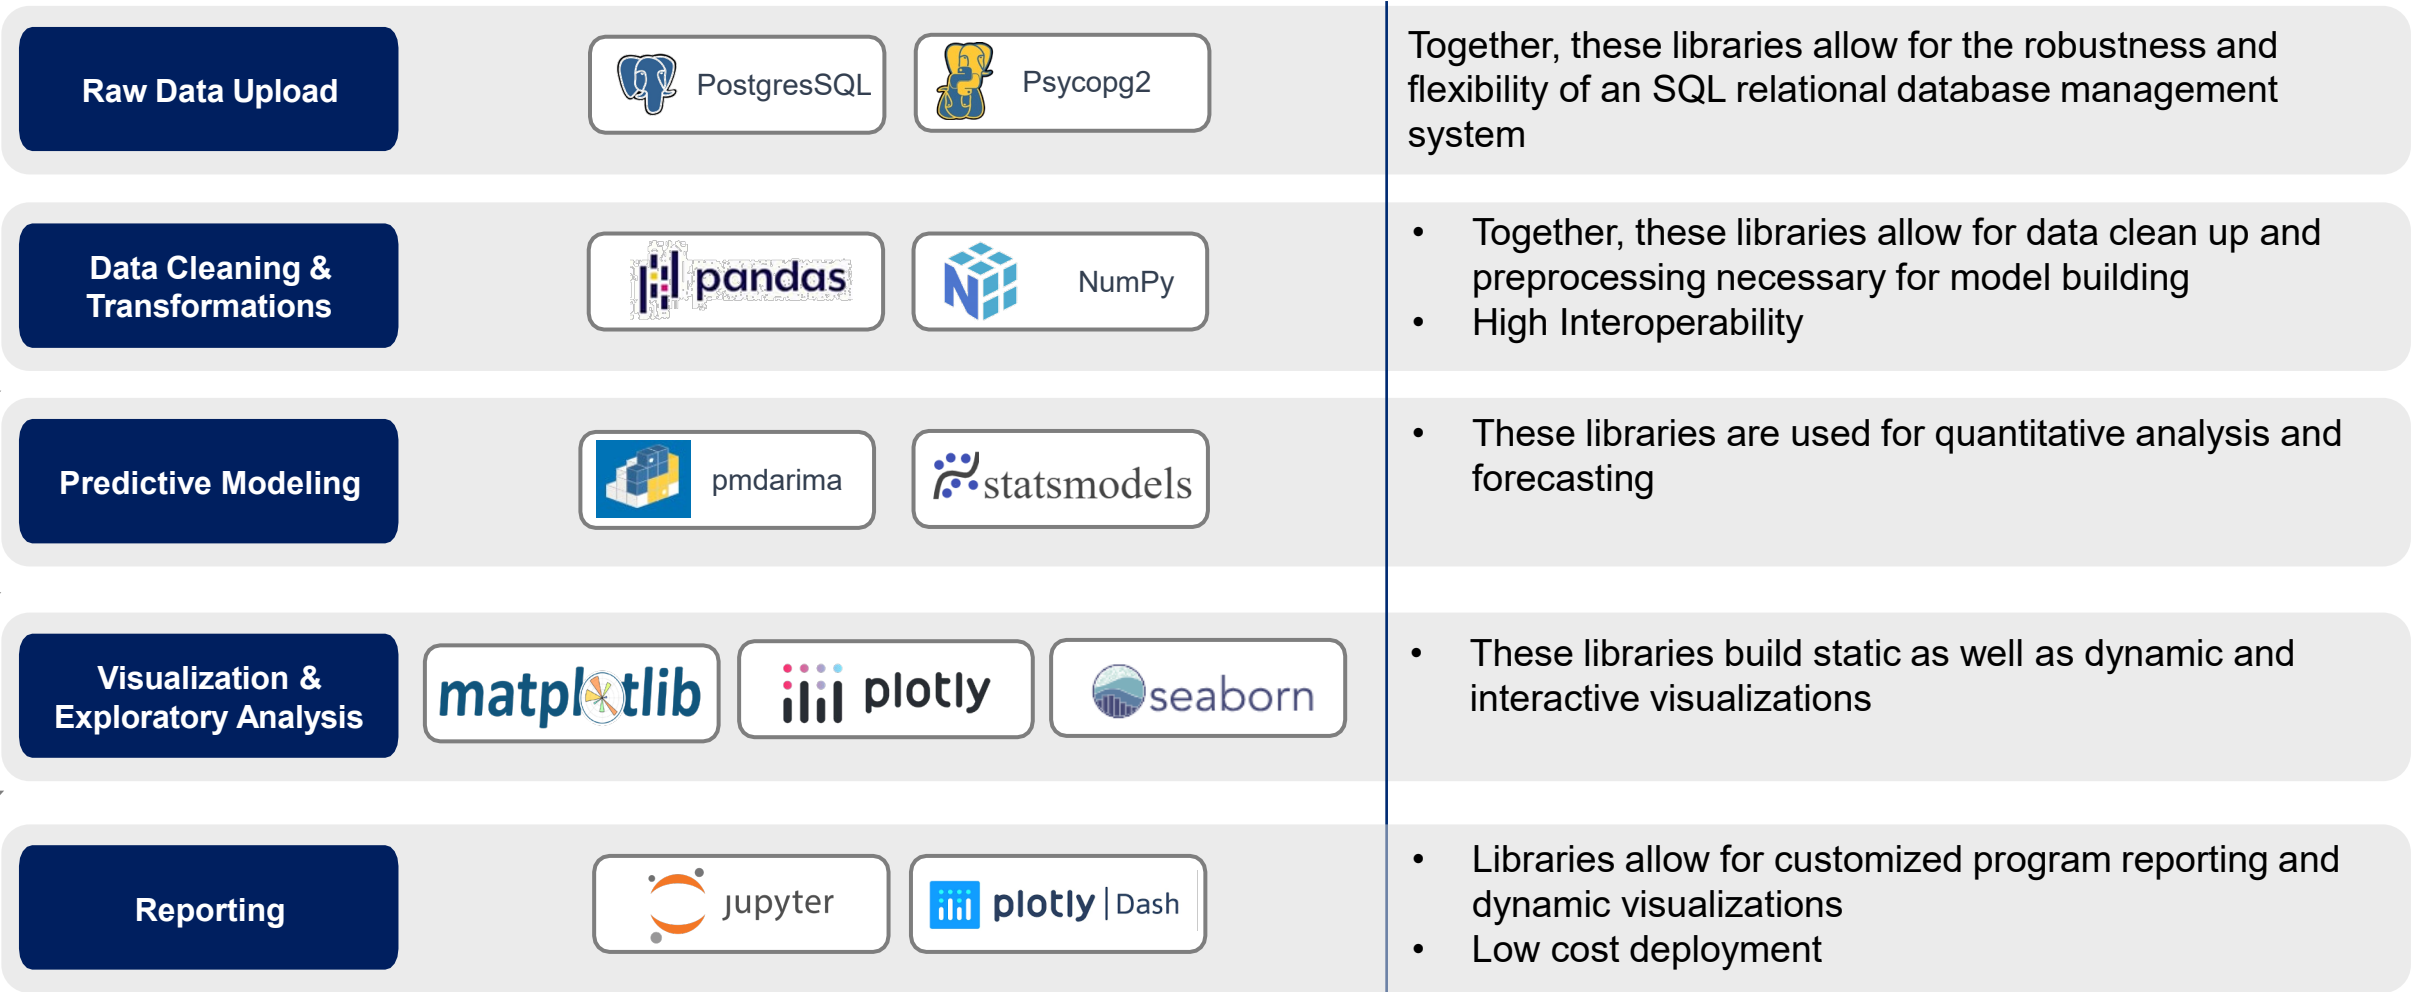 Raw Data Upload
PostgresSQL
Psycopg2
Together, these libraries allow for the robustness and
flexibility of an SQL relational database management
system
Data Cleaning &
Transformations
pandas
NumPy
• Together, these libraries allow for data clean up and
preprocessing necessary for model building
• High Interoperability
Predictive Modeling
pmdarima
statsmodels
• These libraries are used for quantitative analysis and
forecasting
Visualization &
Exploratory Analysis
matplotlib
plotly
seaborn
• These libraries build static as well as dynamic and
interactive visualizations
Reporting
jupyter
plotly | Dash
• Libraries allow for customized program reporting and
dynamic visualizations
• Low cost deployment